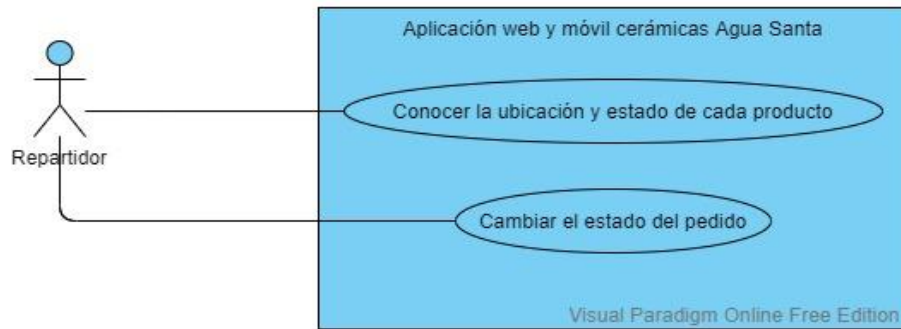 Aplicación web y móvil cerámicas Agua Santa
Conocer la ubicación y estado de cada producto
Repartidor
Cambiar el estado del pedido
Visual Paradigm Online Free Edition